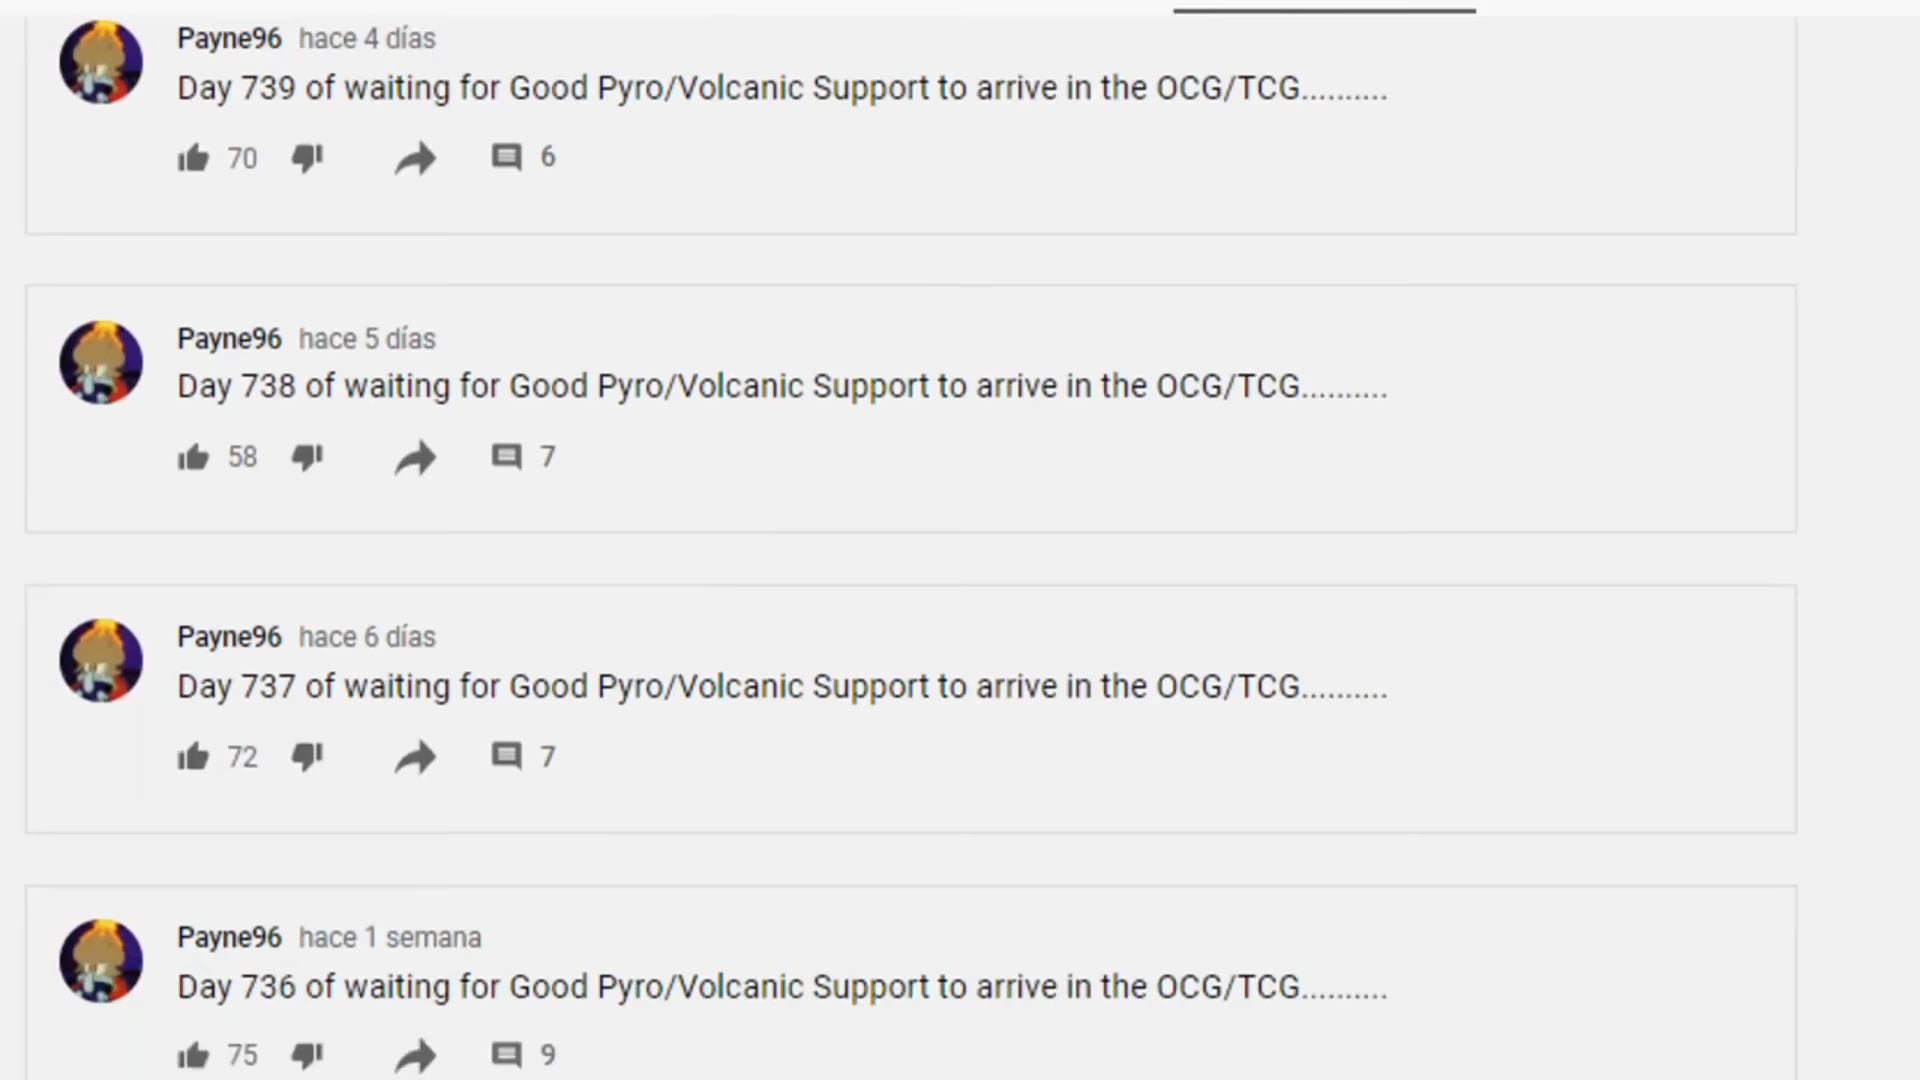 Payne96 hace 4 días
Day 739 of waiting for Good Pyro/Volcanic Support to arrive in the OCG/TCG..........
70 6
Payne96 hace 5 días
Day 738 of waiting for Good Pyro/Volcanic Support to arrive in the OCG/TCG..........
58 7
Payne96 hace 6 días
Day 737 of waiting for Good Pyro/Volcanic Support to arrive in the OCG/TCG..........
72 7
Payne96 hace 1 semana
Day 736 of waiting for Good Pyro/Volcanic Support to arrive in the OCG/TCG..........
75 9